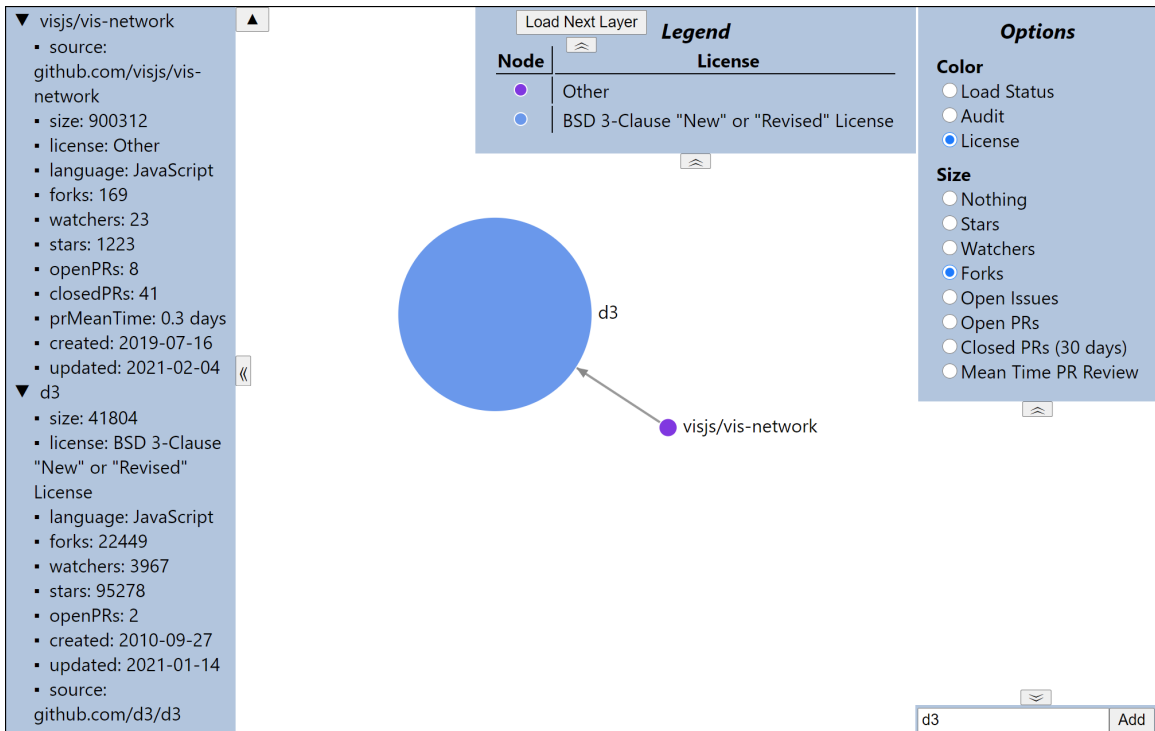 ▼ visjs/vis-network
▪ source:
github.com/visjs/vis-
network
▪ size: 900312
▪ license: Other
▪ language: JavaScript
▪ forks: 169
▪ watchers: 23
▪ stars: 1223
▪ openPRs: 8
▪ closedPRs: 41
▪ prMeanTime: 0.3 days
▪ created: 2019-07-16
▪ updated: 2021-02-04
▼ d3
▪ size: 41804
▪ license: BSD 3-Clause
"New" or "Revised"
License
▪ language: JavaScript
▪ forks: 22449
▪ watchers: 3967
▪ stars: 95278
▪ openPRs: 2
▪ created: 2010-09-27
▪ updated: 2021-01-14
▪ source:
github.com/d3/d3
Load Next Layer
Legend
Node License
Other
BSD 3-Clause "New" or "Revised" License
d3
visjs/vis-network
Options
Color
Load Status
Audit
License
Size
Nothing
Stars
Watchers
Forks
Open Issues
Open PRs
Closed PRs (30 days)
Mean Time PR Review
d3 Add